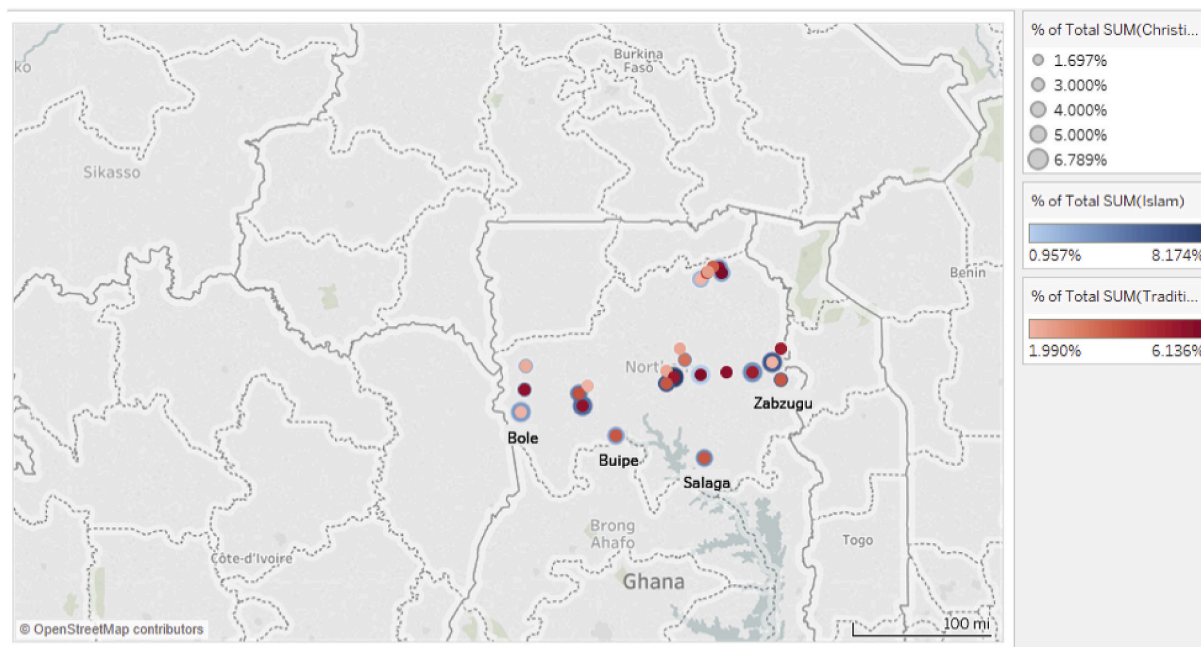 Burkina
Faso
ko
Sikasso
Benin
North
Zabzugu
Bole
Buipe
Salaga
Brong
Ahafo
Togo
Côte-d'Ivoire
Ghana
100 mi
© OpenStreetMap contributors
% of Total SUM(Christi...
1.697%
3.000%
4.000%
5.000%
6.789%
% of Total SUM(Islam)
0.957% 8.174%
% of Total SUM(Traditi...
1.990% 6.136%